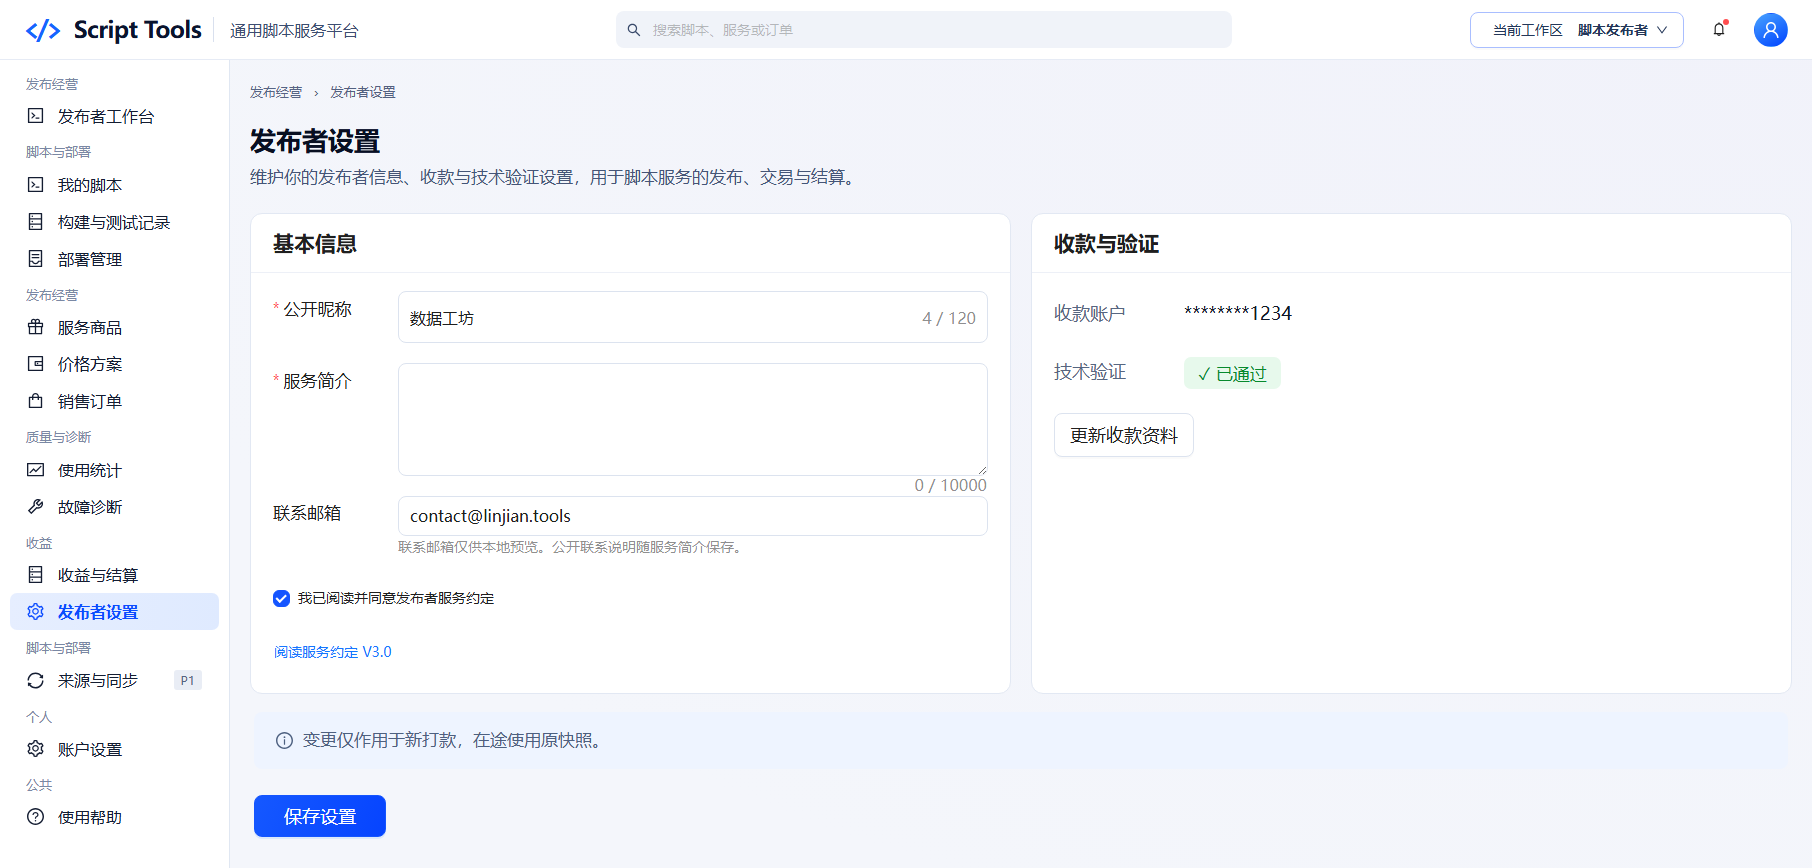 </> Script Tools
通用脚本服务平台
搜索脚本、服务或订单
当前工作区 脚本发布者
发布经营
发布者工作台
脚本与部署
我的脚本
构建与测试记录
部署管理
发布经营
服务商品
价格方案
销售订单
质量与诊断
使用统计
故障诊断
收益
收益与结算
发布者设置
脚本与部署
来源与同步 P1
个人
账户设置
公共
使用帮助
发布经营 › 发布者设置
发布者设置
维护你的发布者信息、收款与技术验证设置，用于脚本服务的发布、交易与结算。
基本信息
* 公开昵称
数据工坊 4 / 120
* 服务简介
0 / 10000
联系邮箱
contact@linjian.tools
联系邮箱仅供本地预览。公开联系说明随服务简介保存。
我已阅读并同意发布者服务约定
阅读服务约定 V3.0
收款与验证
收款账户 ********1234
技术验证 ✓ 已通过
更新收款资料
变更仅作用于新打款，在途使用原快照。
保存设置